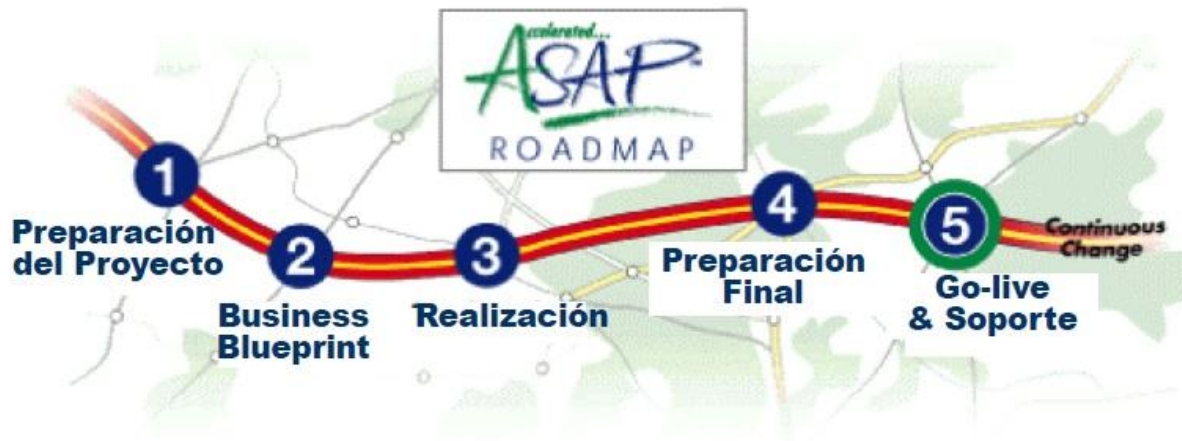 Accelerated...
ASAP™
ROADMAP
1
Preparación
del Proyecto
2
Business
Blueprint
3
Realización
4
Preparación
Final
5
Go-live
& Soporte
Continuous
Change